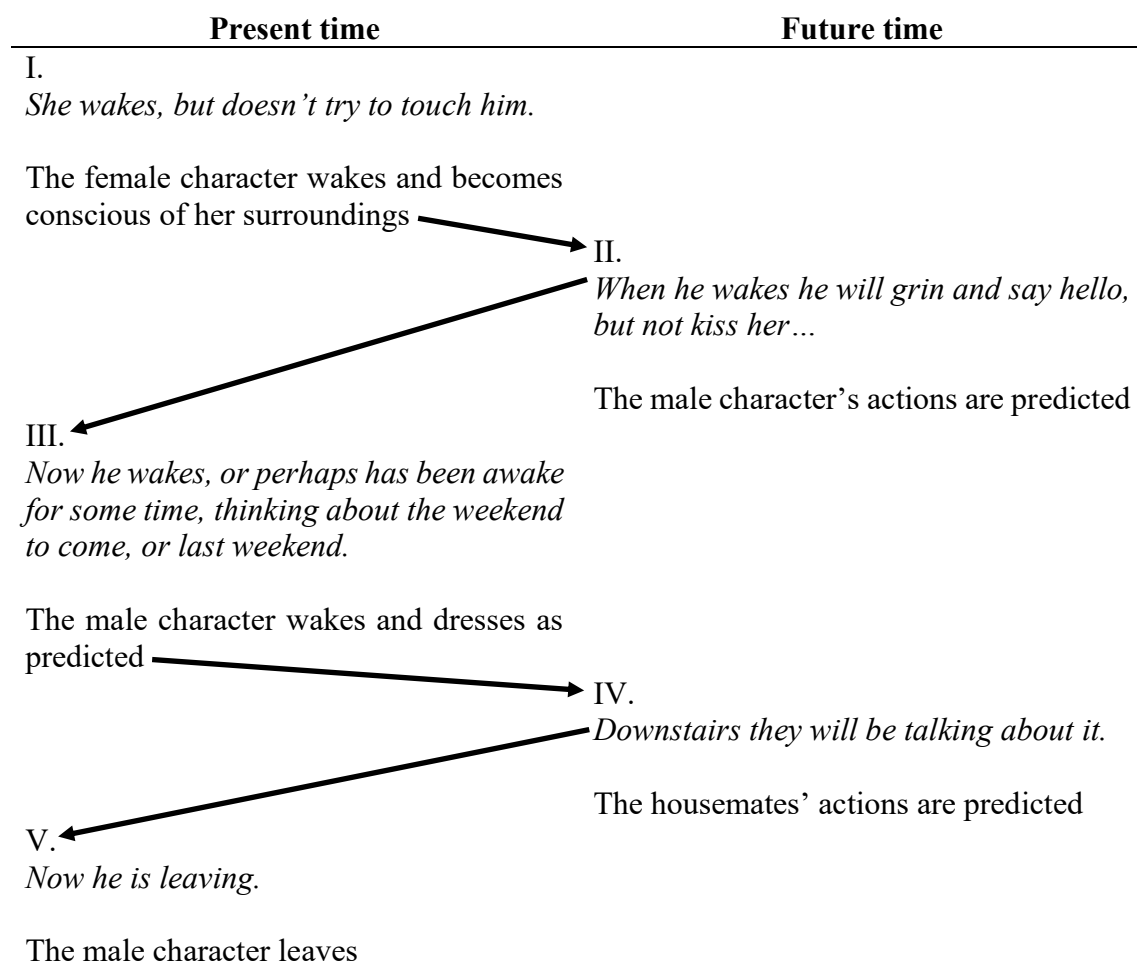 Present time
Future time
I.
She wakes, but doesn’t try to touch him.
The female character wakes and becomes
conscious of her surroundings
II.
When he wakes he will grin and say hello,
but not kiss her…
The male character’s actions are predicted
III.
Now he wakes, or perhaps has been awake
for some time, thinking about the weekend
to come, or last weekend.
The male character wakes and dresses as
predicted
IV.
Downstairs they will be talking about it.
The housemates’ actions are predicted
V.
Now he is leaving.
The male character leaves